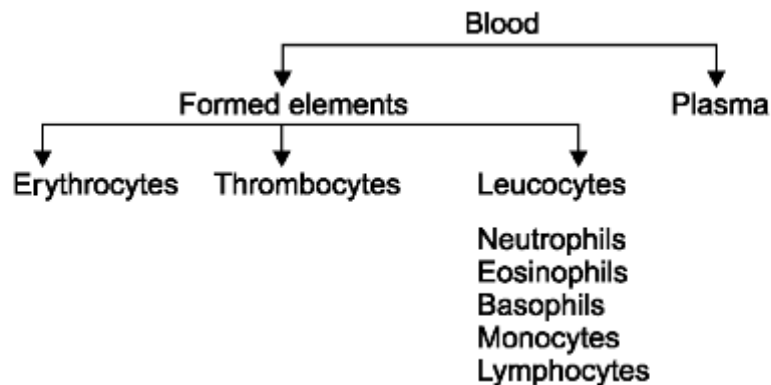 Blood
Formed elements Plasma
Erythrocytes Thrombocytes Leucocytes
Neutrophils
Eosinophils
Basophils
Monocytes
Lymphocytes